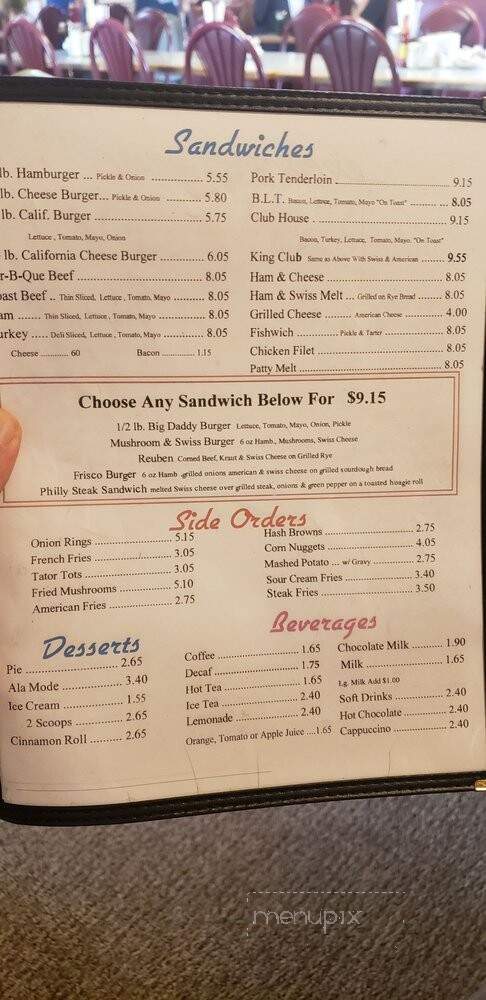 Sandwiches
lb. Hamburger ... Pickle & Onion ............... 5.55
lb. Cheese Burger... Pickle & Onion ........... 5.80
lb. Calif. Burger ................................ 5.75
Lettuce , Tomato, Mayo, Onion
lb. California Cheese Burger ............ 6.05
r-B-Que Beef ..................................... 8.05
oast Beef .. Thin Sliced, Lettuce , Tomato, Mayo ........ 8.05
am ....... Thin Sliced, Lettuce , Tomato, Mayo ............ 8.05
urkey ..... Deli Sliced, Lettuce , Tomato, Mayo ........... 8.05
Cheese ............ 60
Bacon .............. 1.15
Pork Tenderloin ............................... 9.15
B.L.T. Bacon, Lettuce, Tomato, Mayo "On Toast" ......... 8.05
Club House ..................................... 9.15
Bacon, Turkey, Lettuce, Tomato, Mayo. "On Toast"
King Club Same as Above With Swiss & American ......... 9.55
Ham & Cheese ................................ 8.05
Ham & Swiss Melt ... Grilled on Rye Bread ........ 8.05
Grilled Cheese ........ American Cheese ............ 4.00
Fishwich ............ Pickle & Tarter ................ 8.05
Chicken Filet .................................. 8.05
Patty Melt ...................................... 8.05
Choose Any Sandwich Below For $9.15
1/2 lb. Big Daddy Burger Lettuce, Tomato, Mayo, Onion, Pickle
Mushroom & Swiss Burger 6 oz Hamb., Mushrooms, Swiss Cheese
Reuben Corned Beef, Kraut & Swiss Cheese on Grilled Rye
Frisco Burger 6 oz Hamb .grilled onions american & swiss cheese on grilled sourdough bread
Philly Steak Sandwich melted Swiss cheese over grilled steak, onions & green pepper on a toasted hoagie roll
Side Orders
Onion Rings ........................ 5.15
French Fries ........................ 3.05
Tator Tots ........................... 3.05
Fried Mushrooms ................ 5.10
American Fries ................... 2.75
Hash Browns .......................... 2.75
Corn Nuggets ......................... 4.05
Mashed Potato ... w/ Gravy ........... 2.75
Sour Cream Fries .................... 3.40
Steak Fries ............................. 3.50
Desserts
Pie ............................ 2.65
Ala Mode .................. 3.40
Ice Cream ................. 1.55
2 Scoops ............. 2.65
Cinnamon Roll .......... 2.65
Beverages
Coffee .......................... 1.65
Decaf ........................... 1.75
Hot Tea ........................ 1.65
Ice Tea ......................... 2.40
Lemonade .................... 2.40
Orange, Tomato or Apple Juice ....1.65
Chocolate Milk .......... 1.90
Milk ......................... 1.65
Lg. Milk Add $1.00
Soft Drinks ............... 2.40
Hot Chocolate............ 2.40
Cappuccino ............... 2.40
menupix